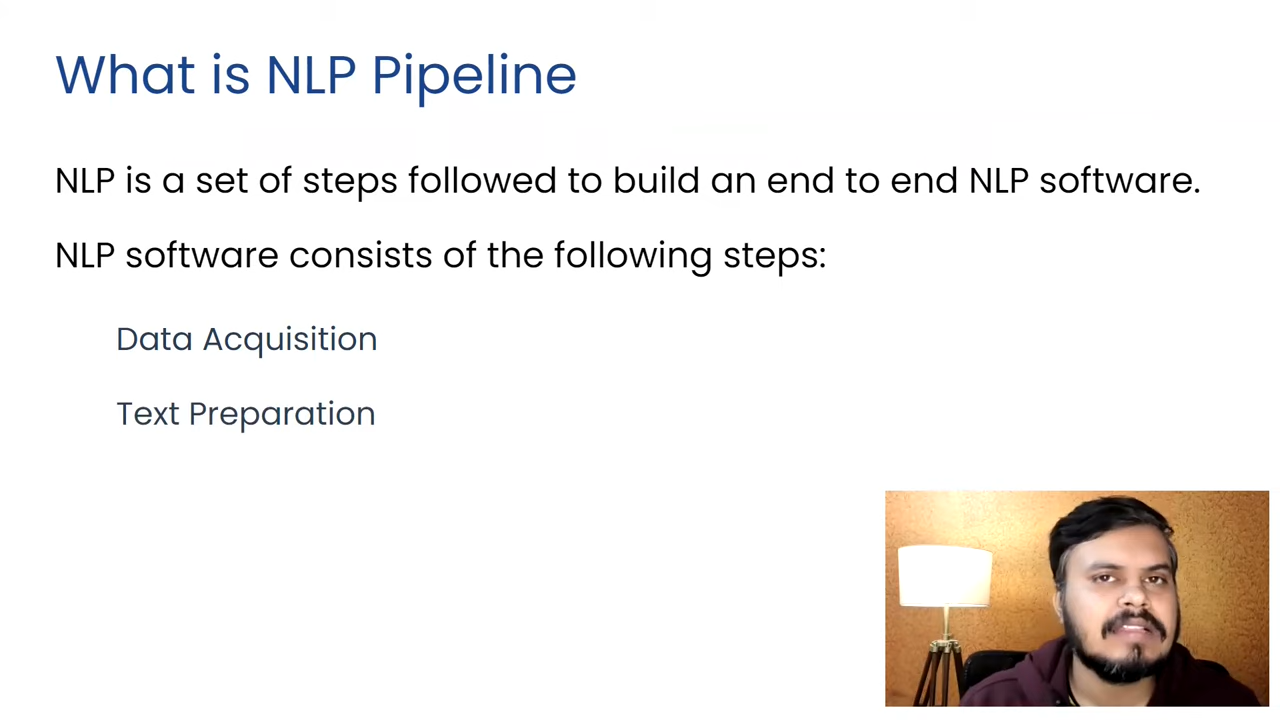 What is NLP Pipeline
NLP is a set of steps followed to build an end to end NLP software.
NLP software consists of the following steps:
Data Acquisition
Text Preparation